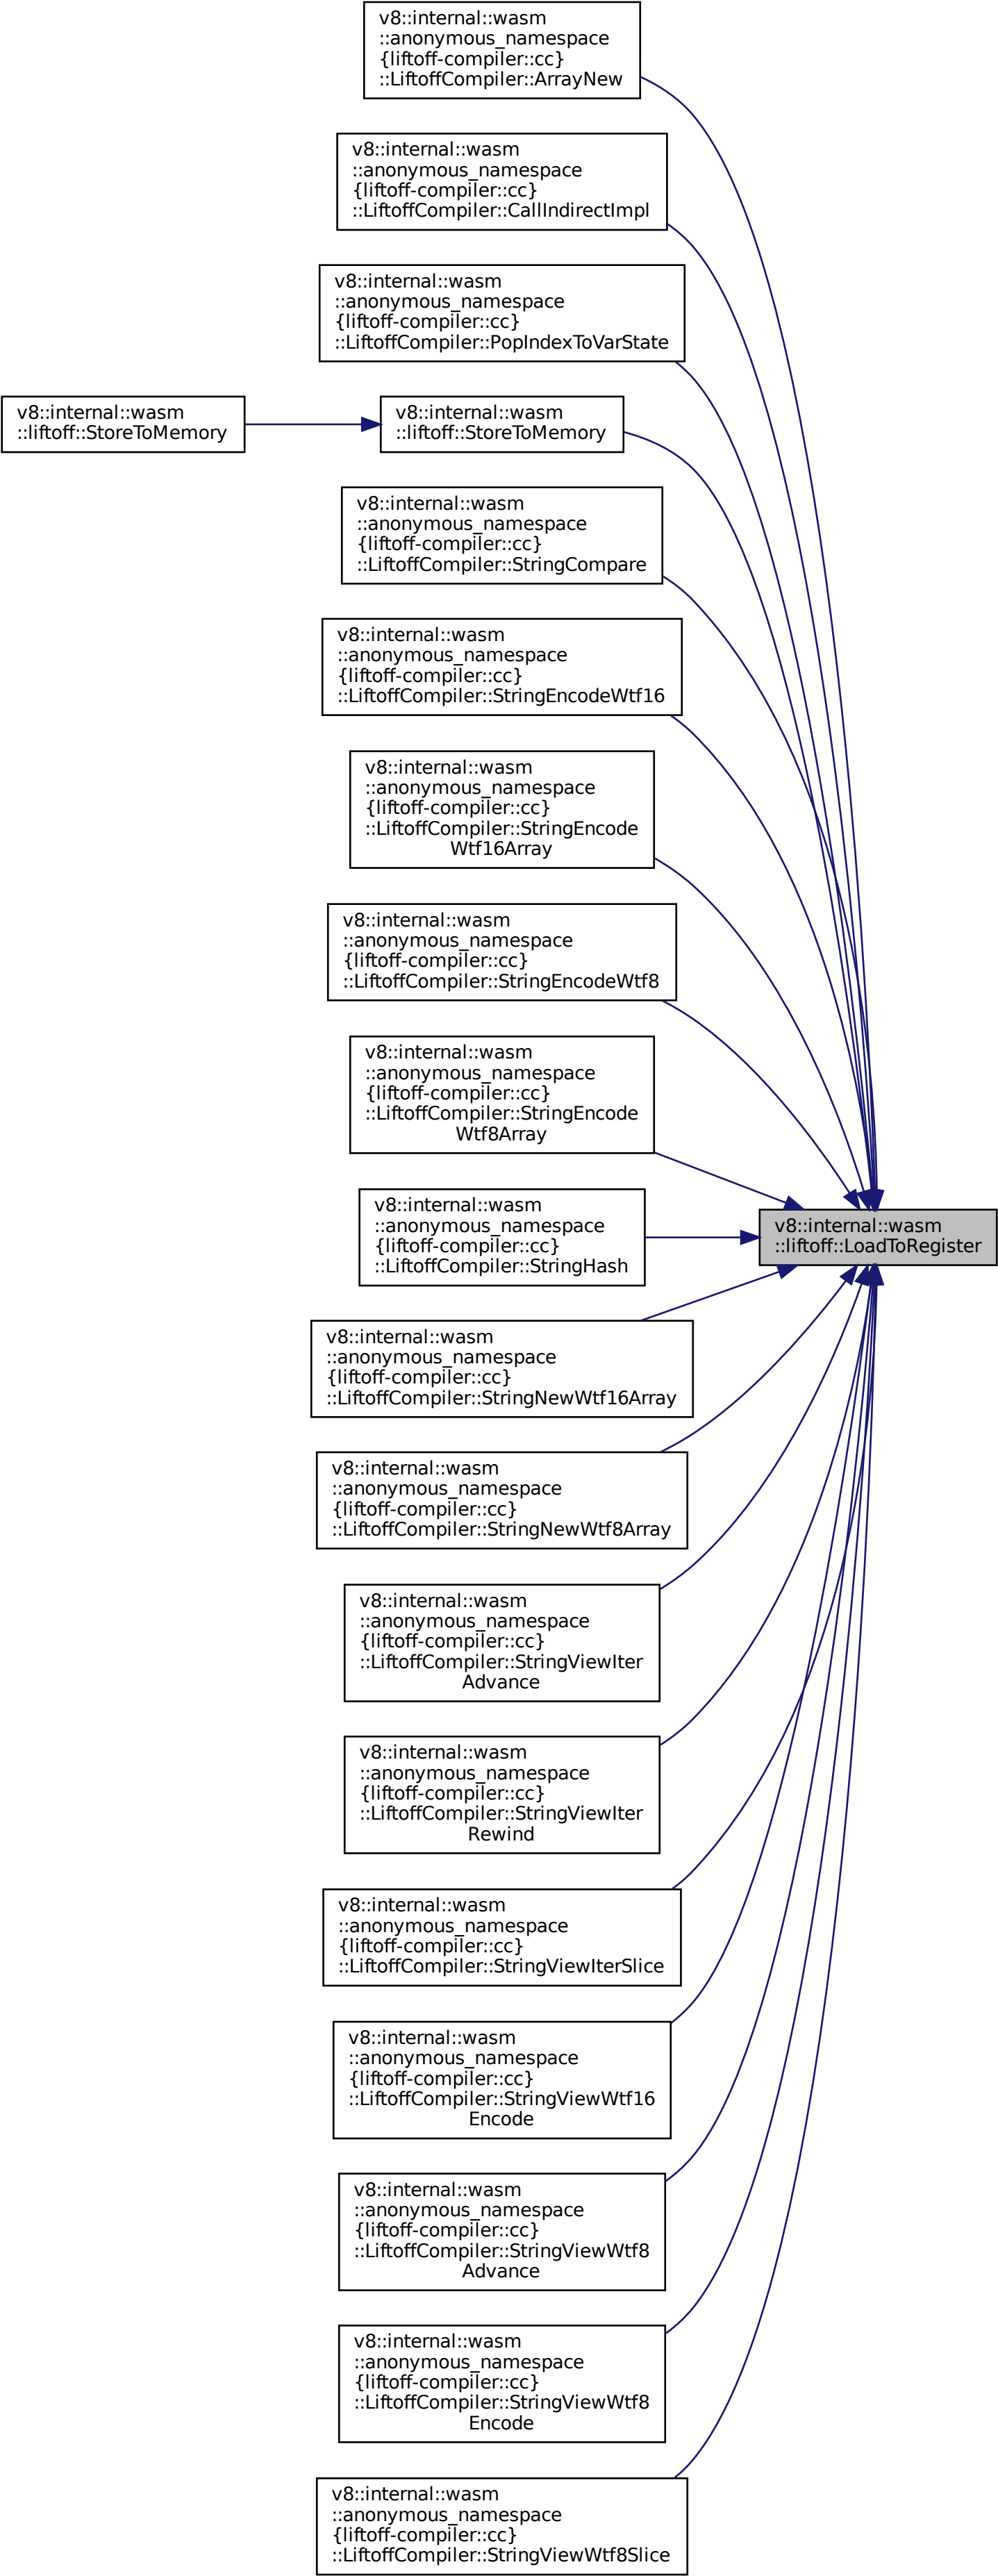 v8::internal::wasm
::anonymous_namespace
{liftoff-compiler::cc}
::LiftoffCompiler::ArrayNew
v8::internal::wasm
::anonymous_namespace
{liftoff-compiler::cc}
::LiftoffCompiler::CallIndirectImpl
v8::internal::wasm
::anonymous_namespace
{liftoff-compiler::cc}
::LiftoffCompiler::PopIndexToVarState
v8::internal::wasm
::liftoff::StoreToMemory
v8::internal::wasm
::liftoff::StoreToMemory
v8::internal::wasm
::anonymous_namespace
{liftoff-compiler::cc}
::LiftoffCompiler::StringCompare
v8::internal::wasm
::anonymous_namespace
{liftoff-compiler::cc}
::LiftoffCompiler::StringEncodeWtf16
v8::internal::wasm
::anonymous_namespace
{liftoff-compiler::cc}
::LiftoffCompiler::StringEncode
Wtf16Array
v8::internal::wasm
::anonymous_namespace
{liftoff-compiler::cc}
::LiftoffCompiler::StringEncodeWtf8
v8::internal::wasm
::anonymous_namespace
{liftoff-compiler::cc}
::LiftoffCompiler::StringEncode
Wtf8Array
v8::internal::wasm
::anonymous_namespace
{liftoff-compiler::cc}
::LiftoffCompiler::StringHash
v8::internal::wasm
::liftoff::LoadToRegister
v8::internal::wasm
::anonymous_namespace
{liftoff-compiler::cc}
::LiftoffCompiler::StringNewWtf16Array
v8::internal::wasm
::anonymous_namespace
{liftoff-compiler::cc}
::LiftoffCompiler::StringNewWtf8Array
v8::internal::wasm
::anonymous_namespace
{liftoff-compiler::cc}
::LiftoffCompiler::StringViewIter
Advance
v8::internal::wasm
::anonymous_namespace
{liftoff-compiler::cc}
::LiftoffCompiler::StringViewIter
Rewind
v8::internal::wasm
::anonymous_namespace
{liftoff-compiler::cc}
::LiftoffCompiler::StringViewIterSlice
v8::internal::wasm
::anonymous_namespace
{liftoff-compiler::cc}
::LiftoffCompiler::StringViewWtf16
Encode
v8::internal::wasm
::anonymous_namespace
{liftoff-compiler::cc}
::LiftoffCompiler::StringViewWtf8
Advance
v8::internal::wasm
::anonymous_namespace
{liftoff-compiler::cc}
::LiftoffCompiler::StringViewWtf8
Encode
v8::internal::wasm
::anonymous_namespace
{liftoff-compiler::cc}
::LiftoffCompiler::StringViewWtf8Slice